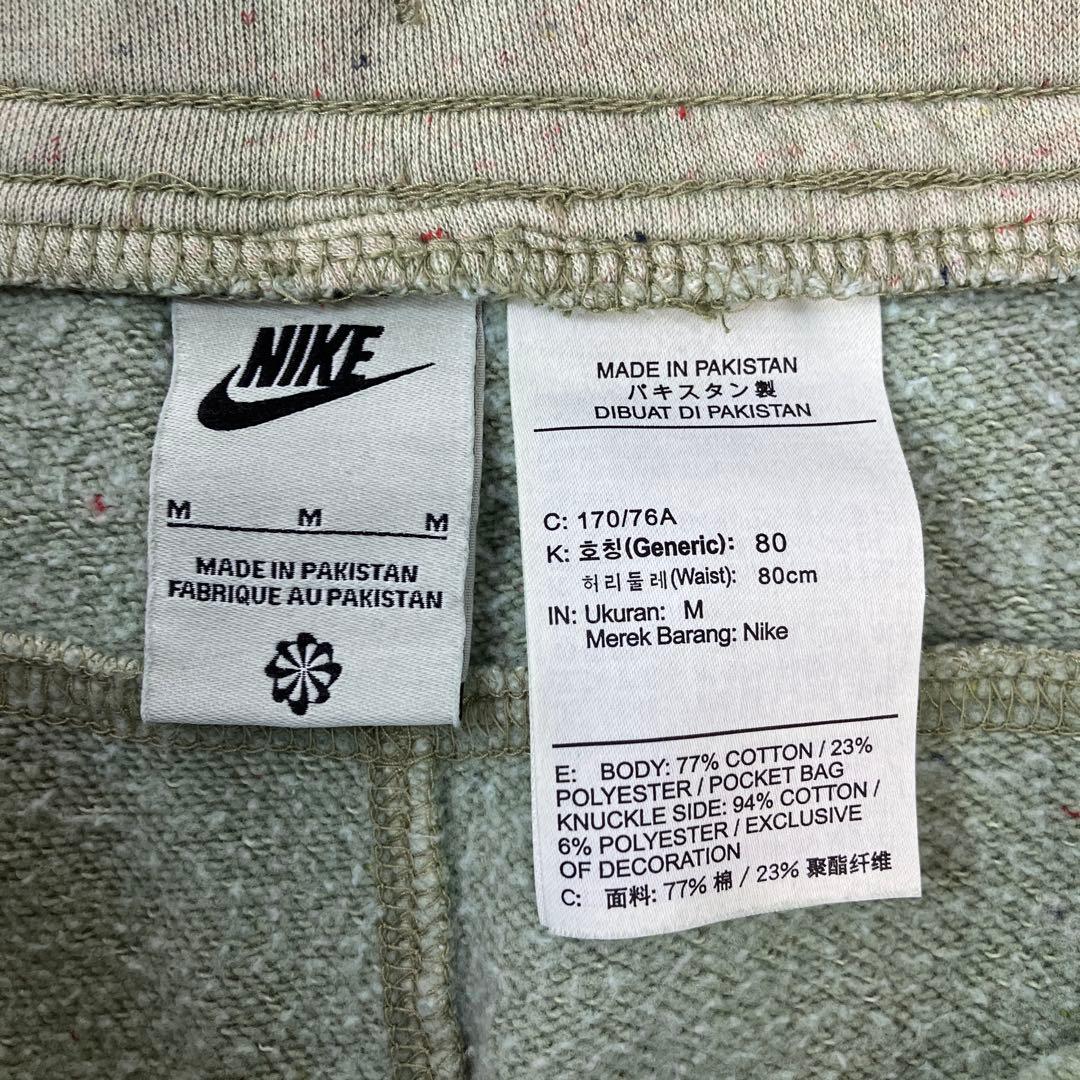 NIKE
M M M
MADE IN PAKISTAN
FABRIQUE AU PAKISTAN
MADE IN PAKISTAN
パキスタン製
DIBUAT DI PAKISTAN
C: 170/76A
K: 호칭(Generic): 80
허리둘레(Waist): 80cm
IN: Ukuran: M
Merek Barang: Nike
E: BODY: 77% COTTON / 23%
POLYESTER / POCKET BAG
KNUCKLE SIDE: 94% COTTON /
6% POLYESTER / EXCLUSIVE
OF DECORATION
C: 面料: 77% 棉 / 23% 聚酯纤维